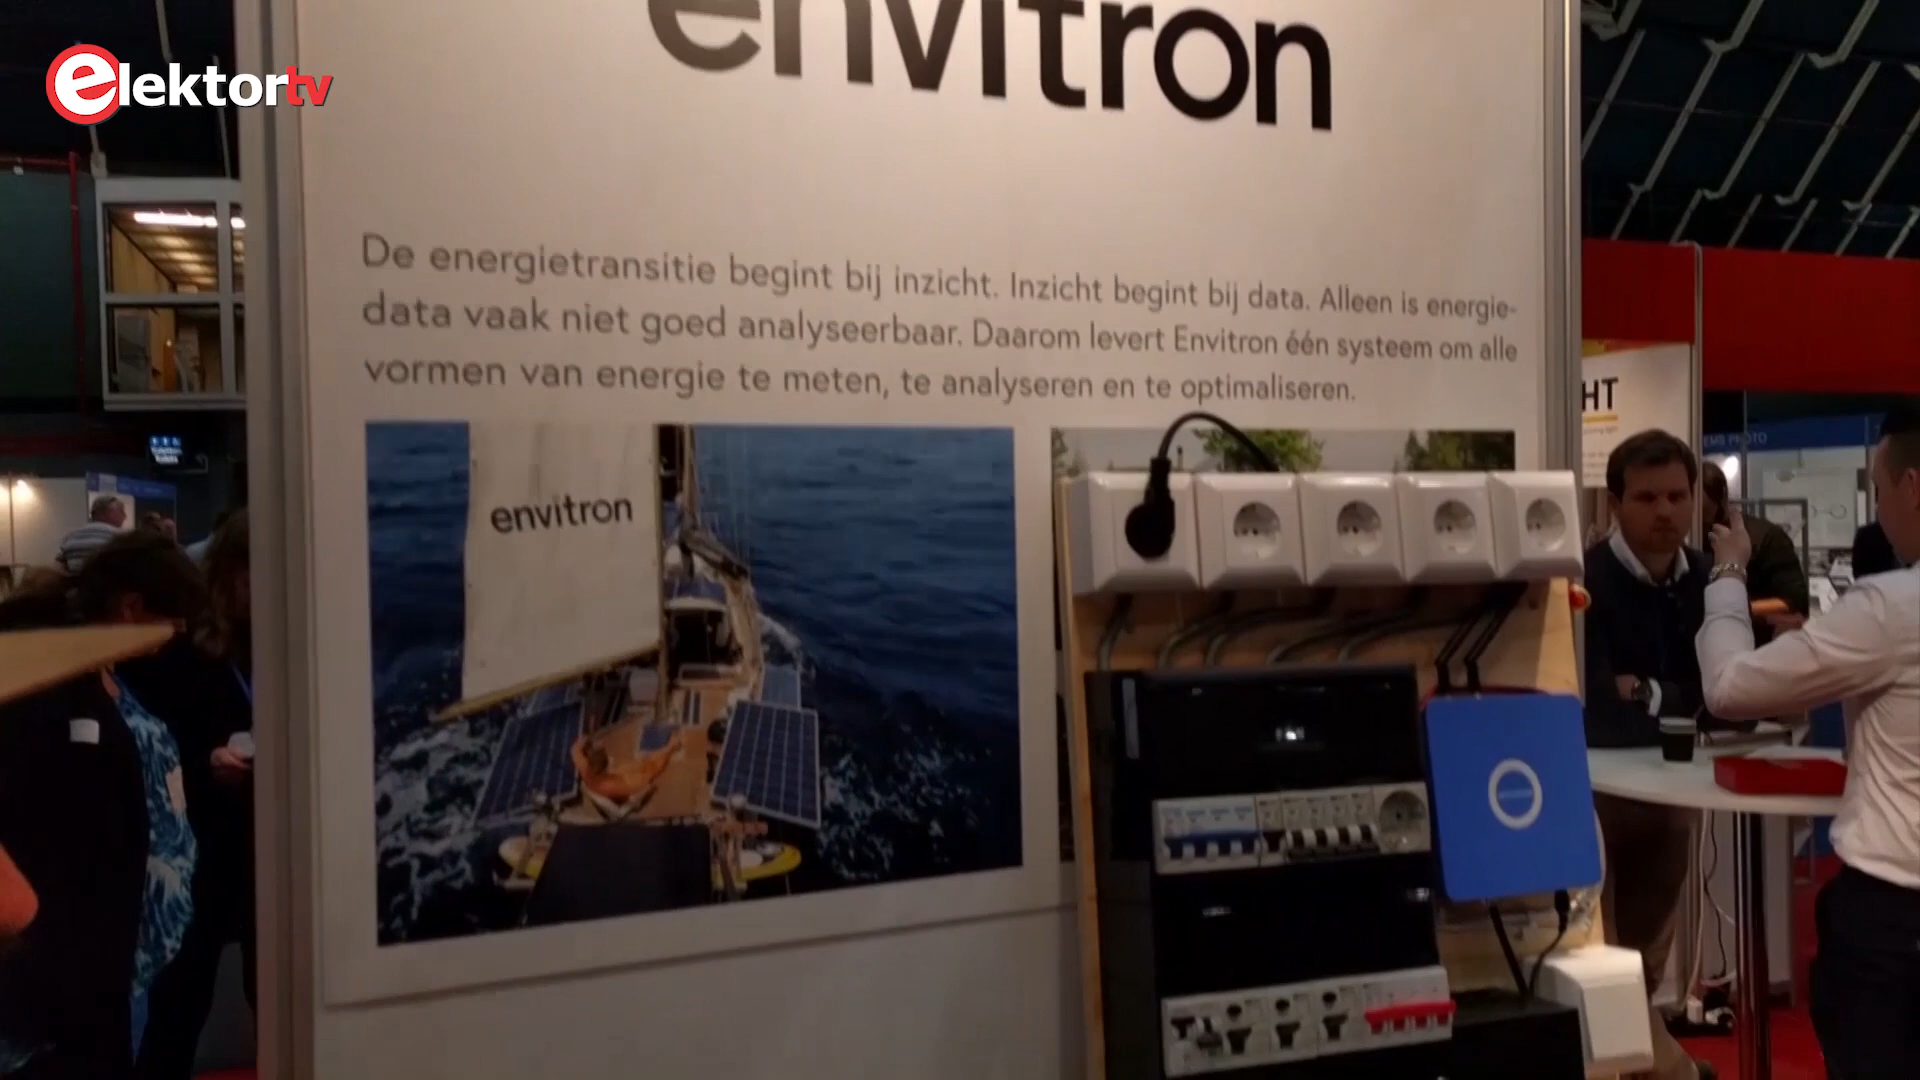 elektortv
envitron
De energietransitie begint bij inzicht. Inzicht begint bij data. Alleen is energie-
data vaak niet goed analyseerbaar. Daarom levert Envitron één systeem om alle
vormen van energie te meten, te analyseren en te optimaliseren.
envitron
HT
EMS PHOTO